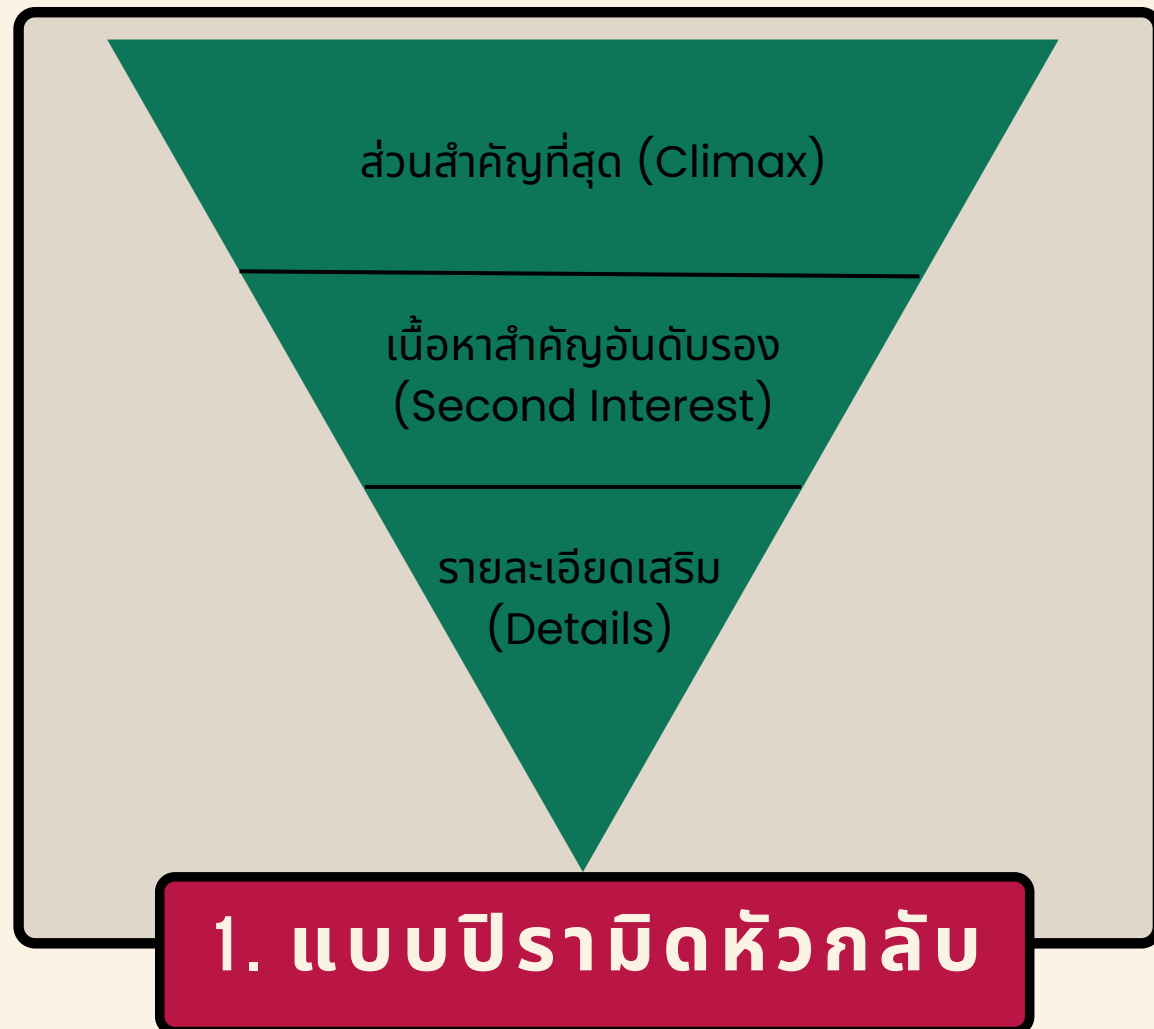 ส่วนสำคัญที่สุด (Climax)
เนื้อหาสำคัญอันดับรอง
(Second Interest)
รายละเอียดเสริม
(Details)
1. แบบปิรามิดหัวกลับ